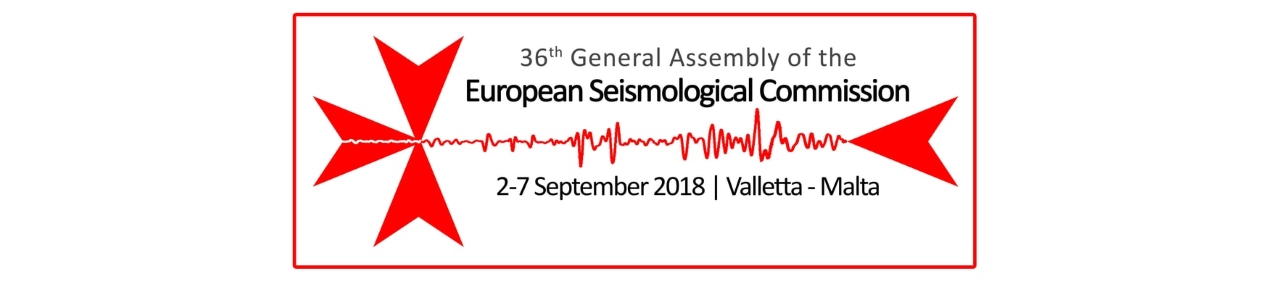 36th General Assembly of the
European Seismological Commission
2-7 September 2018 | Valletta - Malta